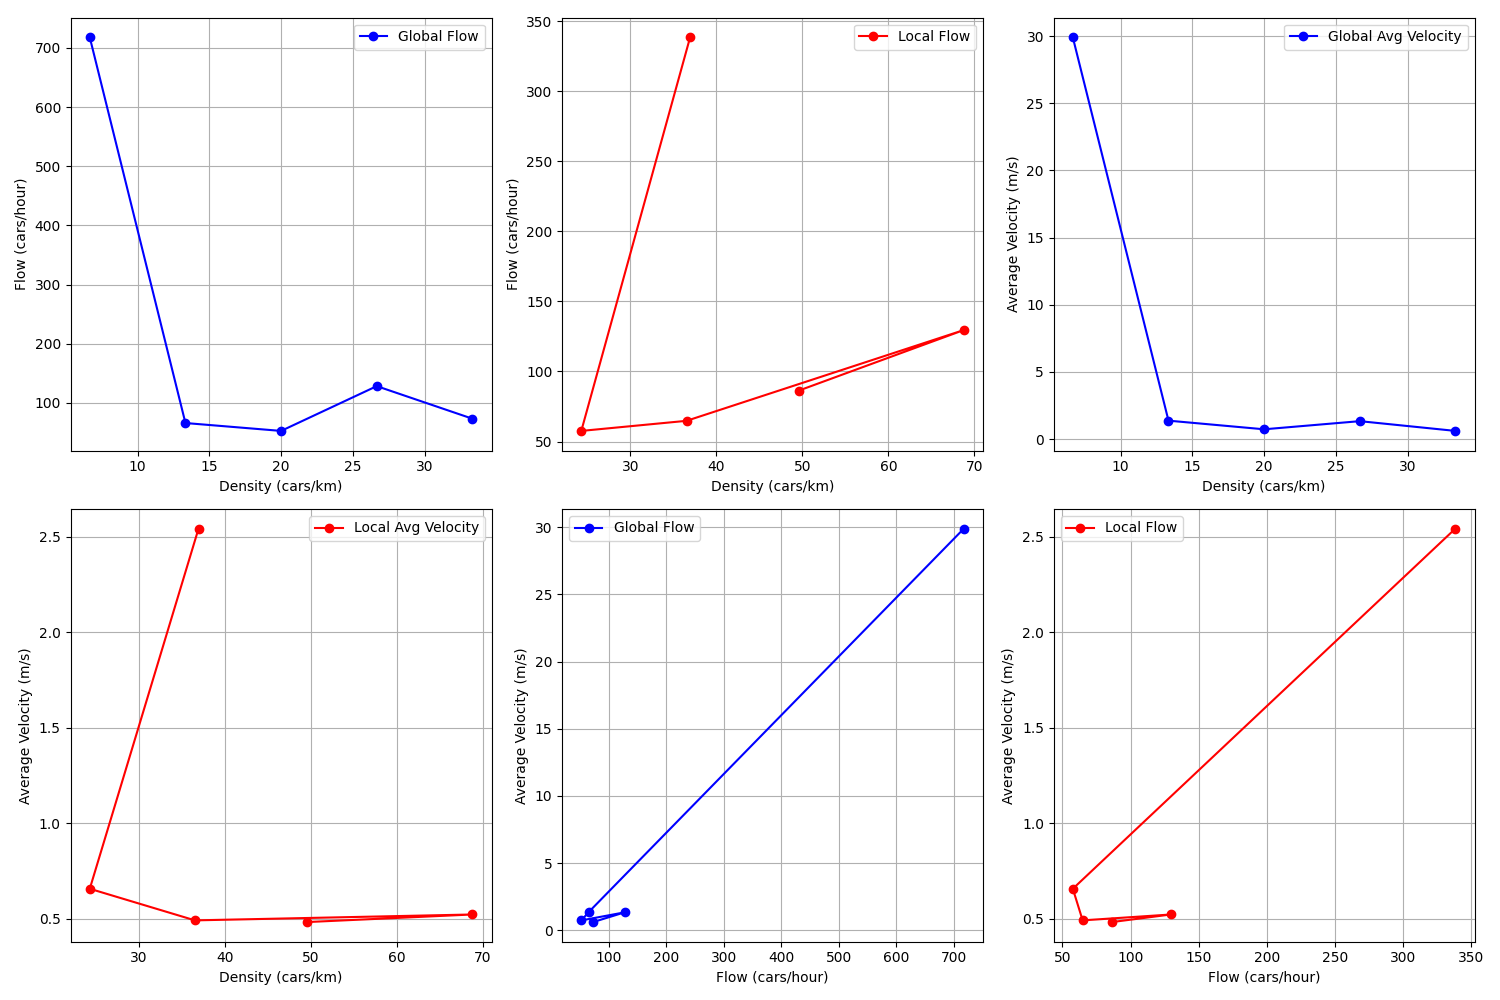 Global Flow
Flow (cars/hour)
700
600
500
400
300
200
100
10 15 20 25 30
Density (cars/km)
Local Flow
Flow (cars/hour)
350
300
250
200
150
100
50
30 40 50 60 70
Density (cars/km)
Global Avg Velocity
Average Velocity (m/s)
30
25
20
15
10
5
0
10 15 20 25 30
Density (cars/km)
Local Avg Velocity
Average Velocity (m/s)
2.5
2.0
1.5
1.0
0.5
30 40 50 60 70
Density (cars/km)
Global Flow
Average Velocity (m/s)
30
25
20
15
10
5
0
100 200 300 400 500 600 700
Flow (cars/hour)
Local Flow
Average Velocity (m/s)
2.5
2.0
1.5
1.0
0.5
50 100 150 200 250 300 350
Flow (cars/hour)